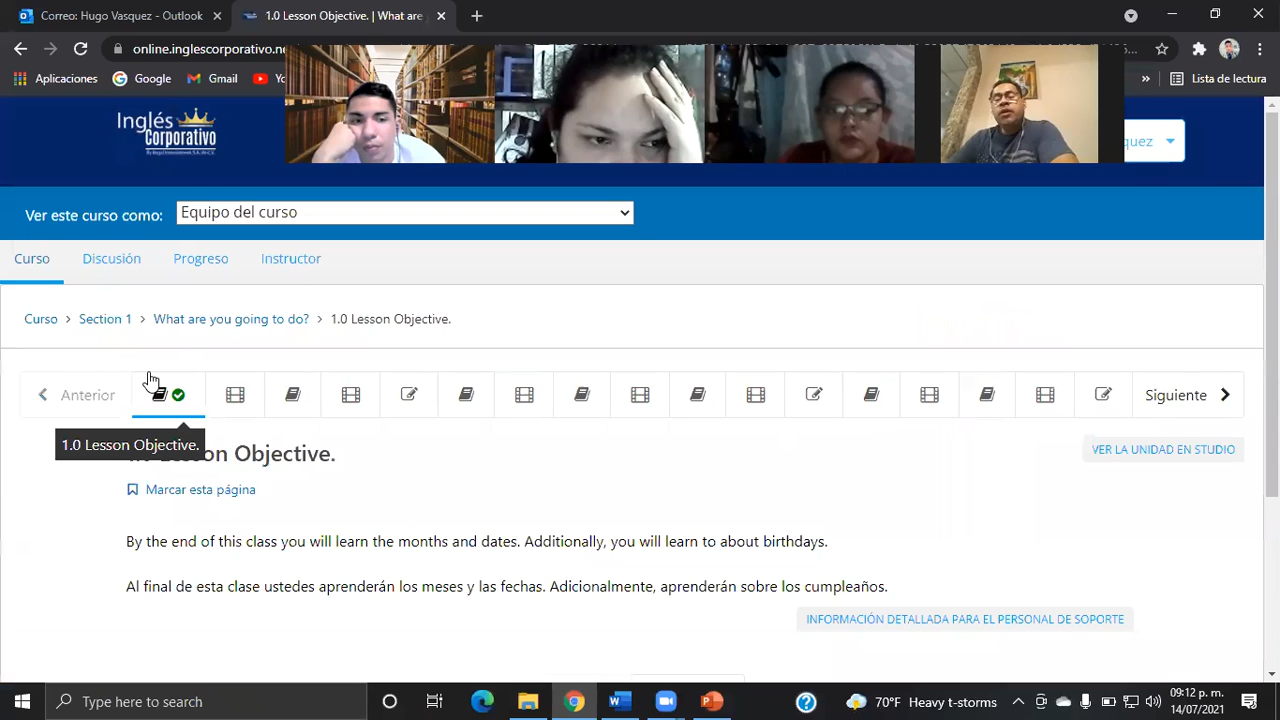 Correo: Hugo Vasquez - Outlook
1.0 Lesson Objective. | What are
online.inglescorporativo.ne
Aplicaciones
Google
Gmail
Lista de lectura
Inglés
Corporativo
quez
Ver este curso como:
Equipo del curso
Curso
Discusión
Progreso
Instructor
Curso > Section 1 > What are you going to do? > 1.0 Lesson Objective.
Anterior
Siguiente
1.0 Lesson Objective.
Lesson Objective.
VER LA UNIDAD EN STUDIO
Marcar esta página
By the end of this class you will learn the months and dates. Additionally, you will learn to about birthdays.
Al final de esta clase ustedes aprenderán los meses y las fechas. Adicionalmente, aprenderán sobre los cumpleaños.
INFORMACIÓN DETALLADA PARA EL PERSONAL DE SOPORTE
Type here to search
70°F Heavy t-storms
09:12 p. m.
14/07/2021